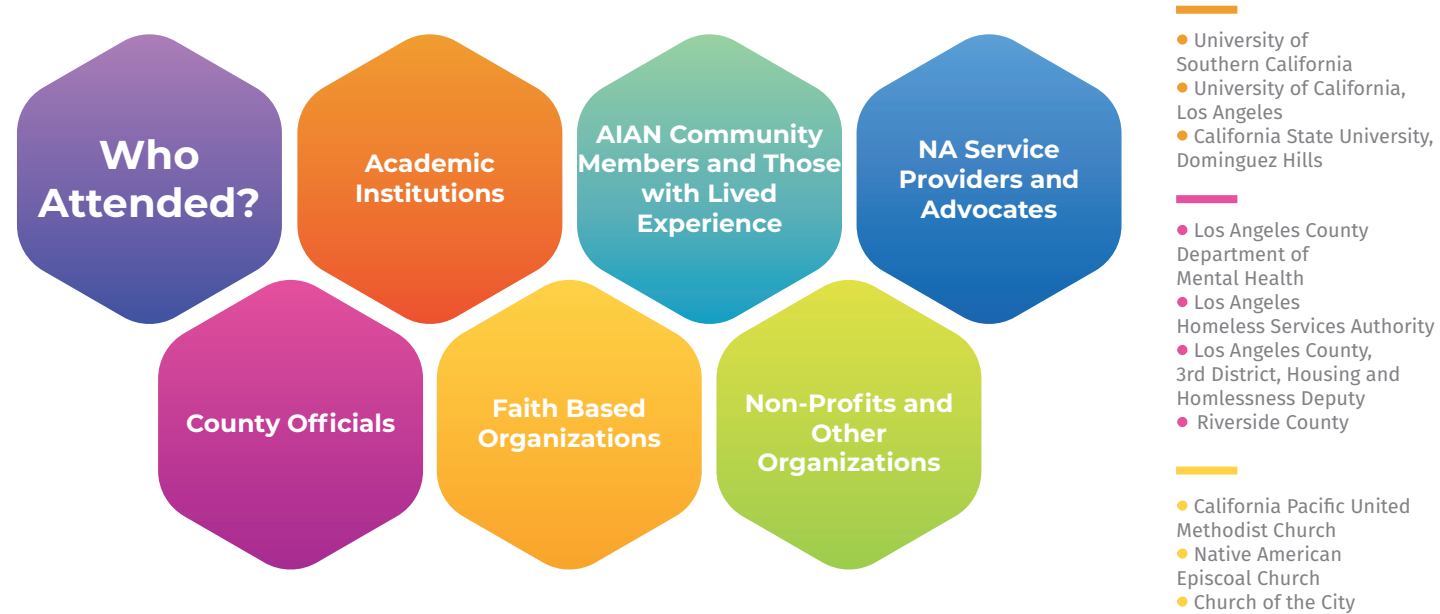 Who
Attended?
Academic
Institutions
AIAN Community
Members and Those
with Lived
Experience
NA Service
Providers and
Advocates
County Officials
Faith Based
Organizations
Non-Profits and
Other
Organizations
● University of
Southern California
● University of California,
Los Angeles
● California State University,
Dominguez Hills
● Los Angeles County
Department of
Mental Health
● Los Angeles
Homeless Services Authority
● Los Angeles County,
3rd District, Housing and
Homlessness Deputy
● Riverside County
● California Pacific United
Methodist Church
● Native American
Episcoal Church
● Church of the City